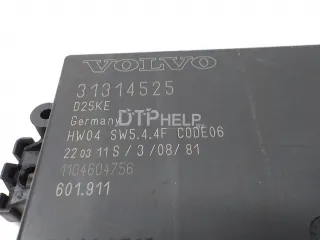 VOLVO
31314525
D25KE
Germany
DTPHelp
HW04 SW5.4.4F CODE06
22 03 11 S / 3 / 08 / 81
1104604756
601.911